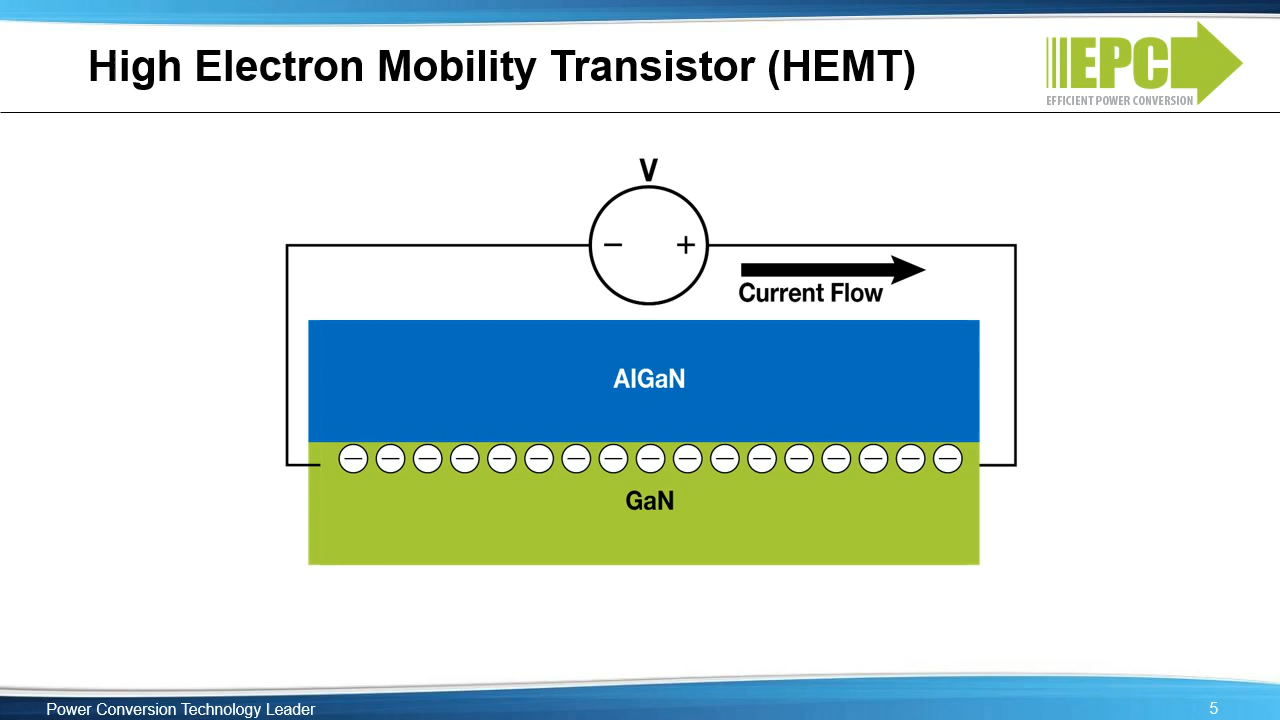 High Electron Mobility Transistor (HEMT)
EPC
EFFICIENT POWER CONVERSION
V
− +
Current Flow
AlGaN
− − − − − − − − − − − − − − − − −
GaN
Power Conversion Technology Leader
5